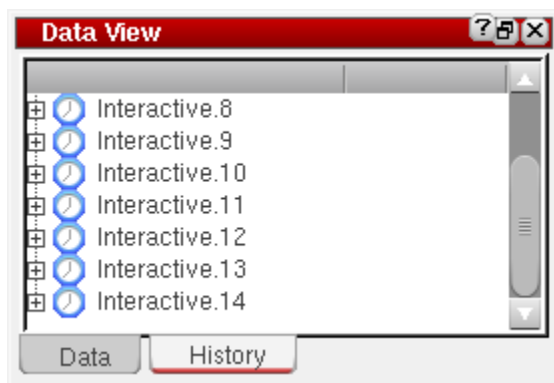 Data View ?
Interactive.8
Interactive.9
Interactive.10
Interactive.11
Interactive.12
Interactive.13
Interactive.14
Data History